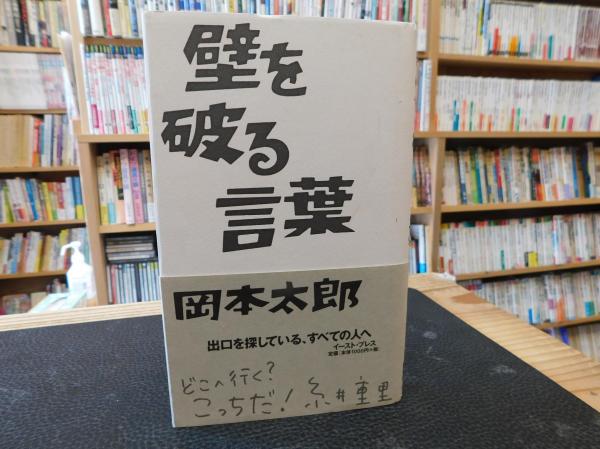 壁を
破る
言葉
岡本太郎
出口を探している、すべての人へ
イースト・プレス
定価｜本体1000円＋税｜
どこへ行く?
こっちだ! 糸井重里